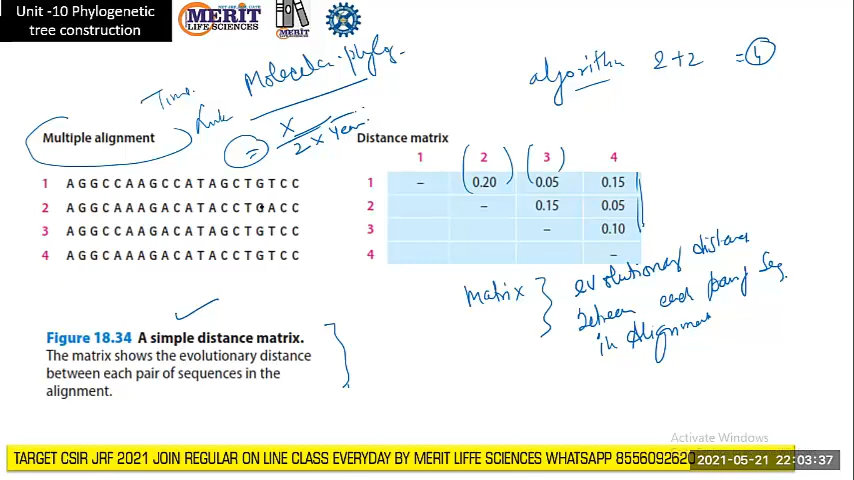 Unit -10 Phylogenetic
tree construction
NET JRF, SET, GATE
MERIT
LIFE SCIENCES
MERIT
Molecular phylog.
algorithm 2+2 = 4
Time
= X / 2 x Year
Multiple alignment
1 AGGCCAAGCCATAGCTGTCC
2 AGGCAAAGACATACCTGACC
3 AGGCCAAGACATAGCTGTCC
4 AGGCAAAGACATACCTGTCC
Distance matrix
1 2 3 4
1 – 0.20 0.05 0.15
2 – 0.15 0.05
3 – 0.10
4 –
Matrix } evolutionary distance
between each pair Seq.
in Alignment
Figure 18.34 A simple distance matrix.
The matrix shows the evolutionary distance
between each pair of sequences in the
alignment.
Activate Windows
TARGET CSIR JRF 2021 JOIN REGULAR ON LINE CLASS EVERYDAY BY MERIT LIFFE SCIENCES WHATSAPP 8556092620
2021-05-21 22:03:37